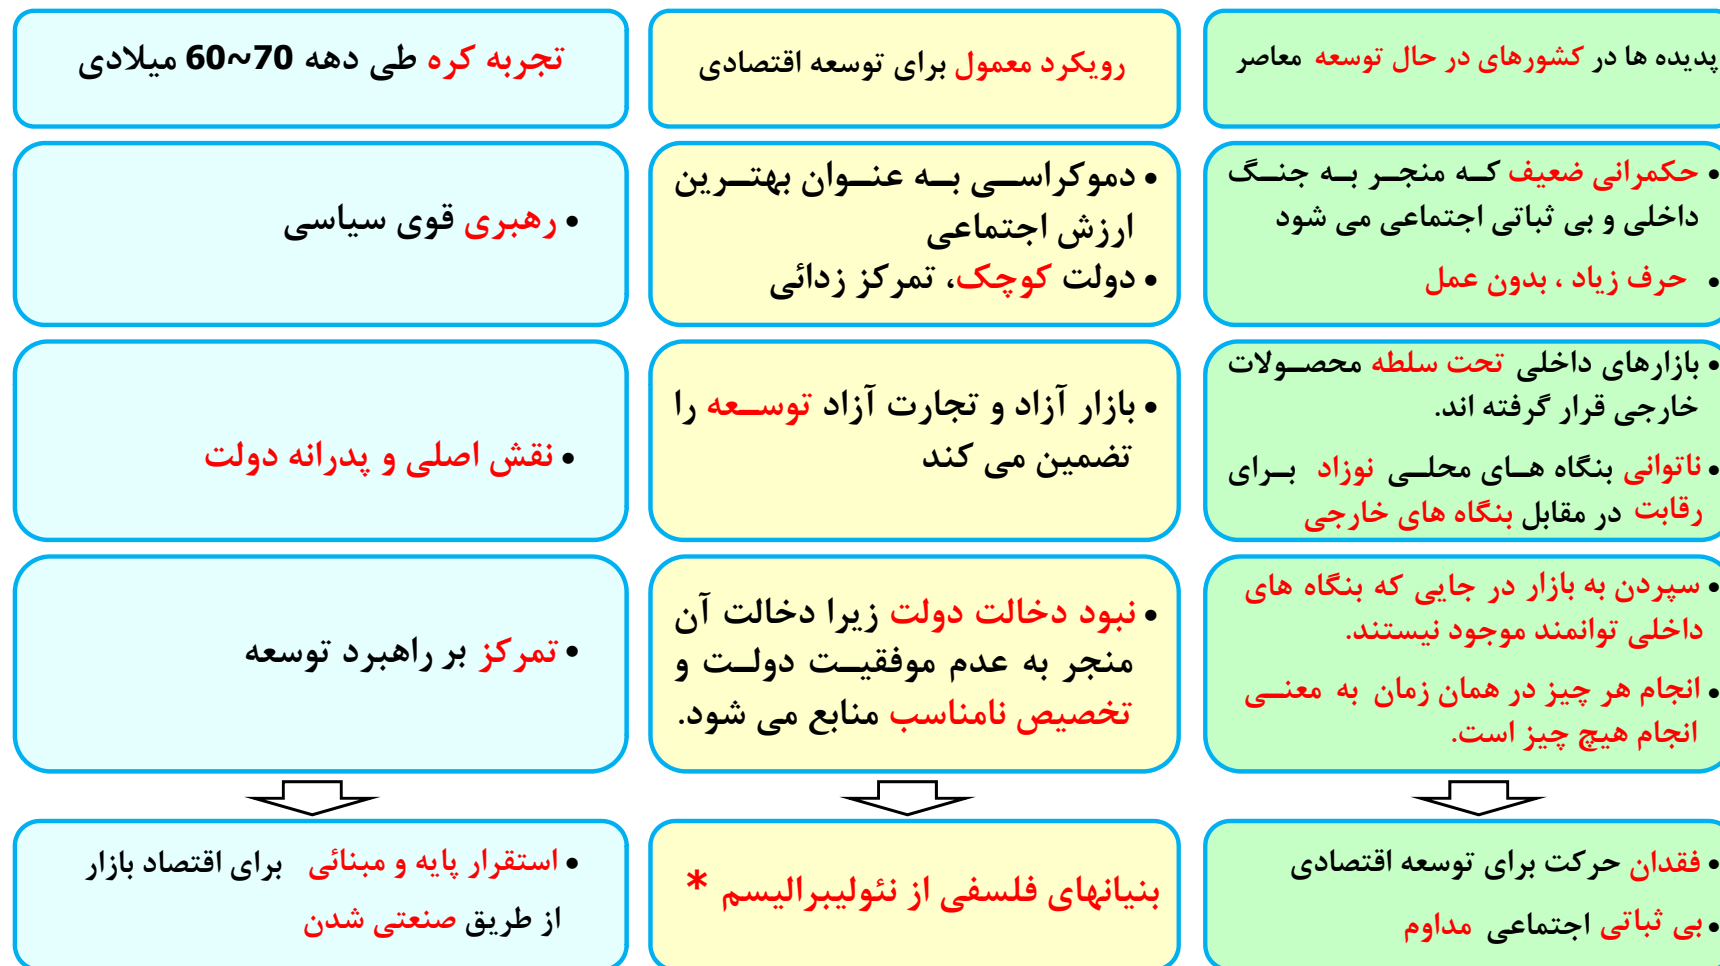 پدیده ها در کشورهای در حال توسعه معاصر
رویکرد معمول برای توسعه اقتصادی
تجربه کره طی دهه 70~60 میلادی
• حکمرانی ضعیف که منجر به جنگ
داخلی و بی ثباتی اجتماعی می شود
• حرف زیاد ، بدون عمل
• دموکراسی به عنوان بهترین
ارزش اجتماعی
• دولت کوچک، تمرکز زدائی
• رهبری قوی سیاسی
• بازارهای داخلی تحت سلطه محصولات
خارجی قرار گرفته اند.
• ناتوانی بنگاه های محلی نوزاد برای
رقابت در مقابل بنگاه های خارجی
• بازار آزاد و تجارت آزاد توسعه را
تضمین می کند
• نقش اصلی و پدرانه دولت
• سپردن به بازار در جایی که بنگاه های
داخلی توانمند موجود نیستند.
• انجام هر چیز در همان زمان به معنی
انجام هیچ چیز است.
• نبود دخالت دولت زیرا دخالت آن
منجر به عدم موفقیت دولت و
تخصیص نامناسب منابع می شود.
• تمرکز بر راهبرد توسعه
• فقدان حرکت برای توسعه اقتصادی
• بی ثباتی اجتماعی مداوم
بنیانهای فلسفی از نئولیبرالیسم *
• استقرار پایه و مبنائی برای اقتصاد بازار
از طریق صنعتی شدن